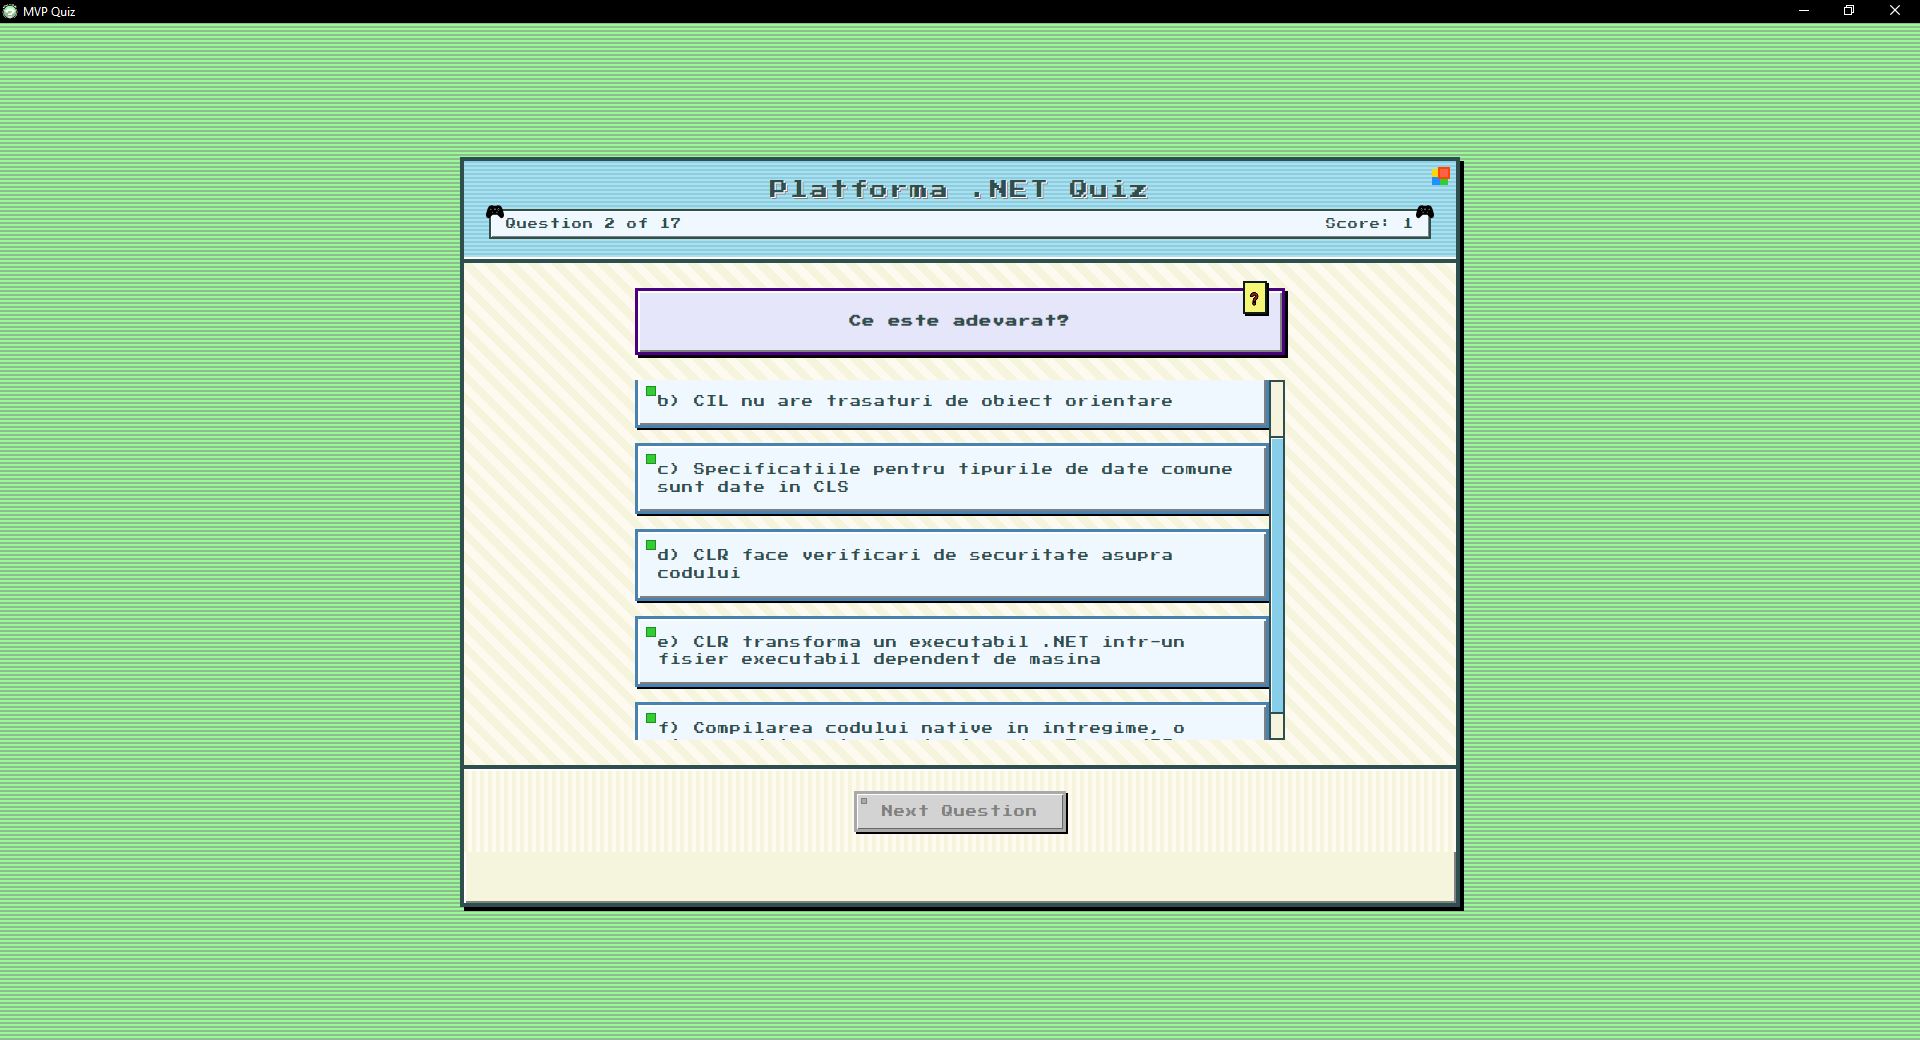 MVP Quiz
Platforma .NET Quiz
Question 2 of 17
Score: 1
?
Ce este adevarat?
b) CIL nu are trasaturi de obiect orientare
c) Specificatiile pentru tipurile de date comune
sunt date in CLS
d) CLR face verificari de securitate asupra
codului
e) CLR transforma un executabil .NET intr-un
fisier executabil dependent de masina
f) Compilarea codului native in intregime, o
Next Question